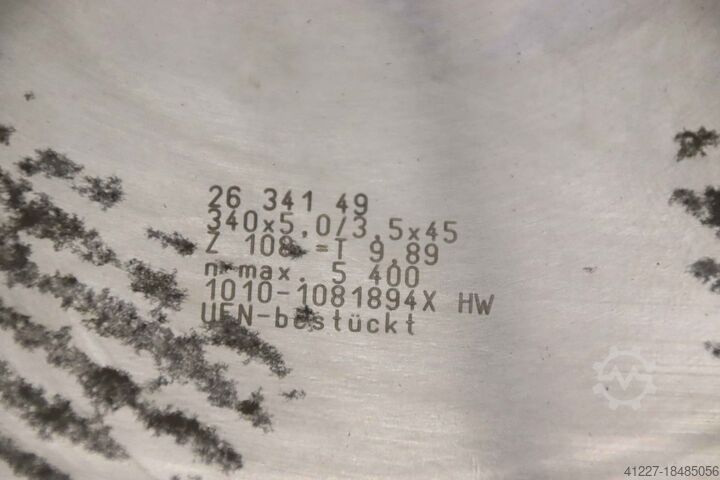 26 341 49
340x5,0/3,5x45
Z 108 =T 9,89
n max. 5 400
1010-1081894X HW
UFN-bestückt
41227-18485056